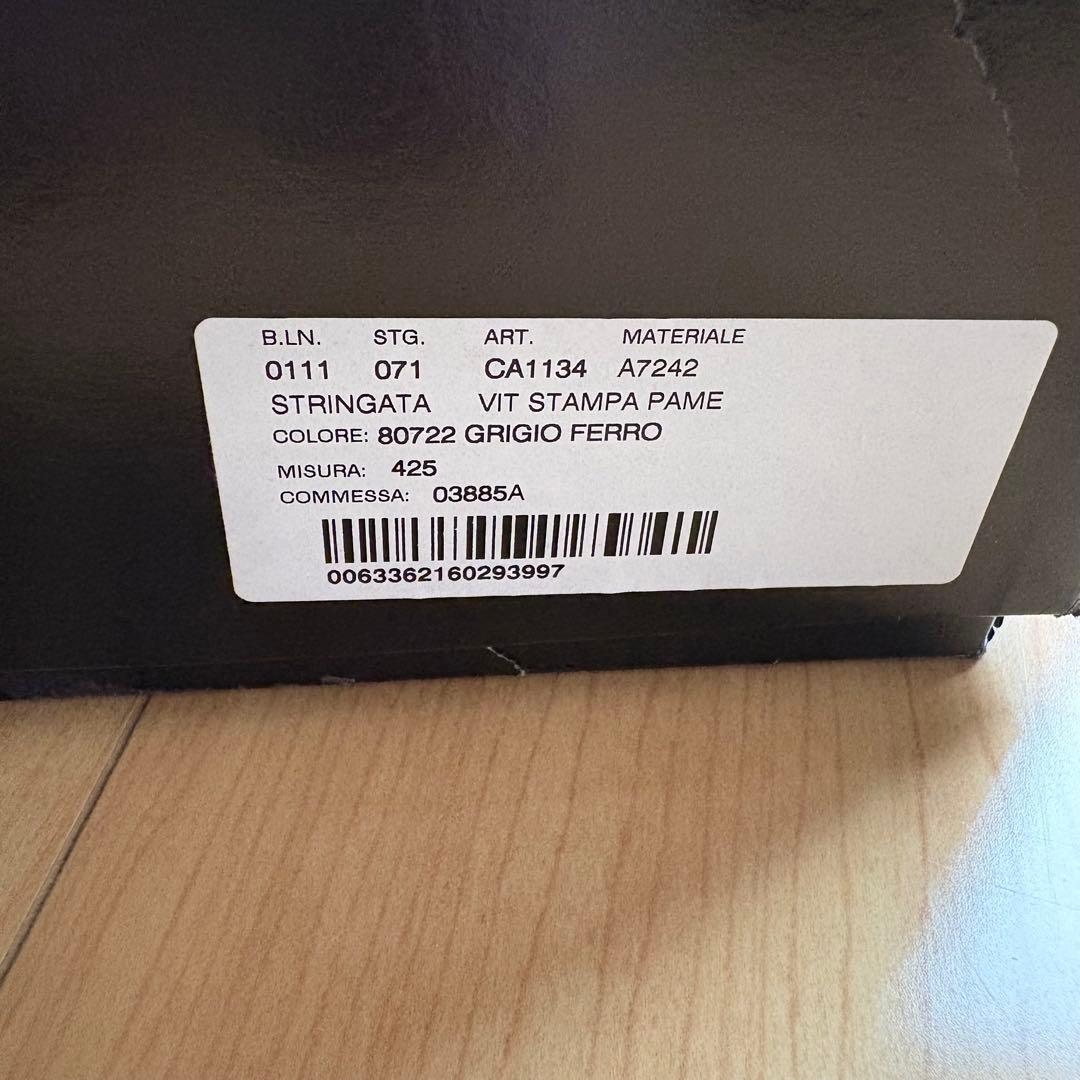 B.LN. STG. ART. MATERIALE
0111 071 CA1134 A7242
STRINGATA VIT STAMPA PAME
COLORE: 80722 GRIGIO FERRO
MISURA: 425
COMMESSA: 03885A
0063362160293997